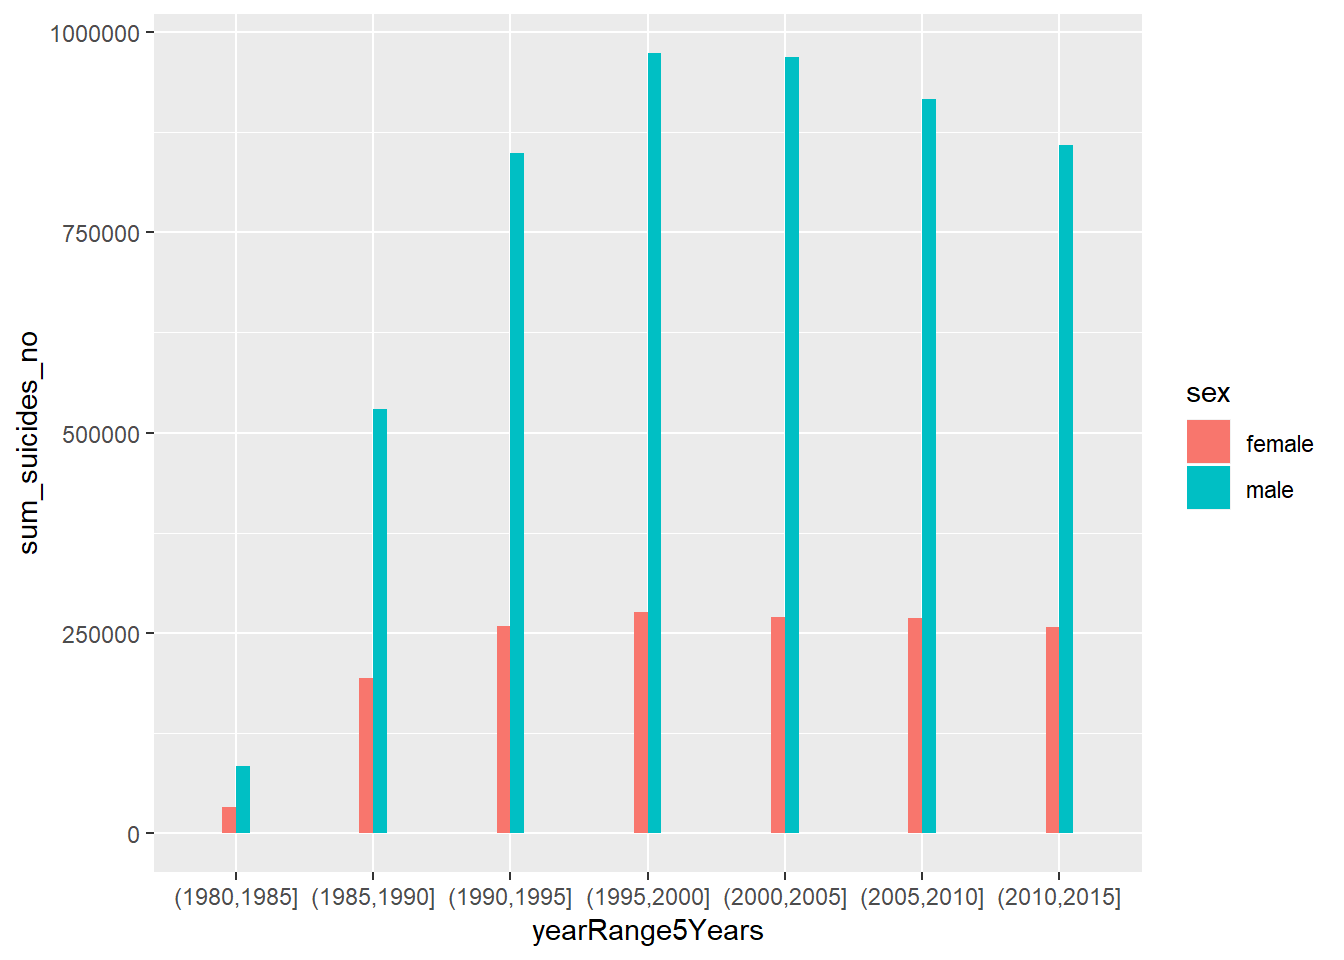 1000000
750000
500000
250000
0
sum_suicides_no
(1980,1985] (1985,1990] (1990,1995] (1995,2000] (2000,2005] (2005,2010] (2010,2015]
yearRange5Years
sex
female
male